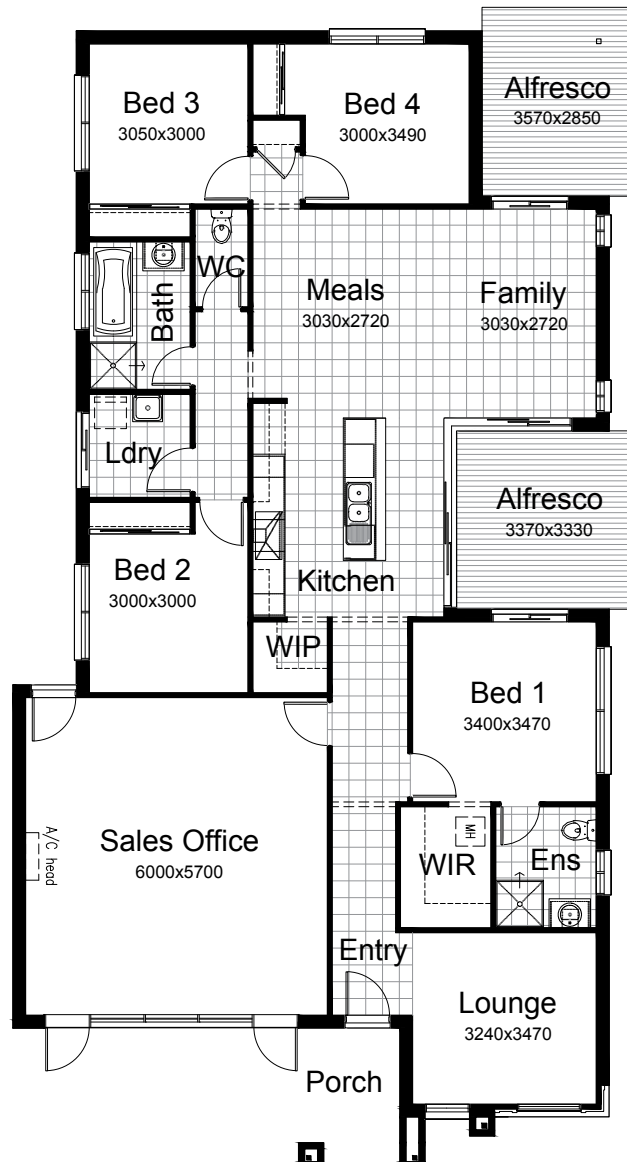 Bed 3
3050x3000
Bed 4
3000x3490
Alfresco
3570x2850
WC
Bath
Meals
3030x2720
Family
3030x2720
Ldry
Alfresco
3370x3330
Bed 2
3000x3000
Kitchen
WIP
Bed 1
3400x3470
Sales Office
6000x5700
A/C head
MH
WIR
Ens
Entry
Lounge
3240x3470
Porch